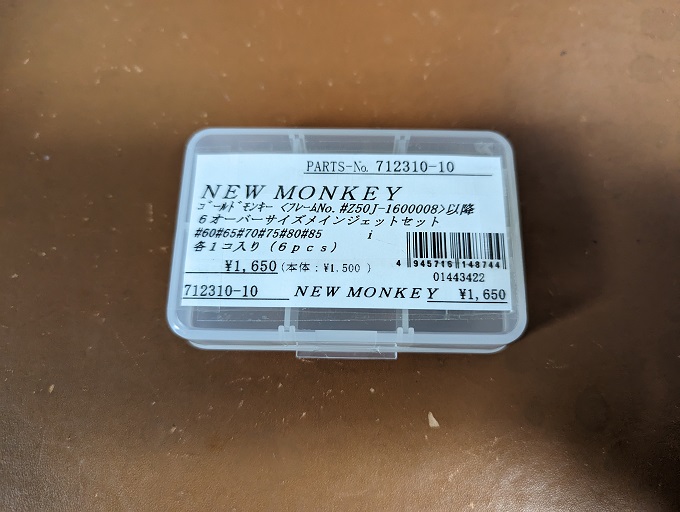 PARTS-No. 712310-10
NEW MONKEY
ｺﾞｰﾙﾄﾞﾓﾝｷｰ <ﾌﾚｰﾑNo. #Z50J-1600008>以降
６オーバーサイズメインジェットセット
#60#65#70#75#80#85 i
各１コ入り（６ｐｃｓ）
¥1,650(本体:¥1,500 )
4 945716 148744
01443422
712310-10 NEW MONKEY ¥1,650